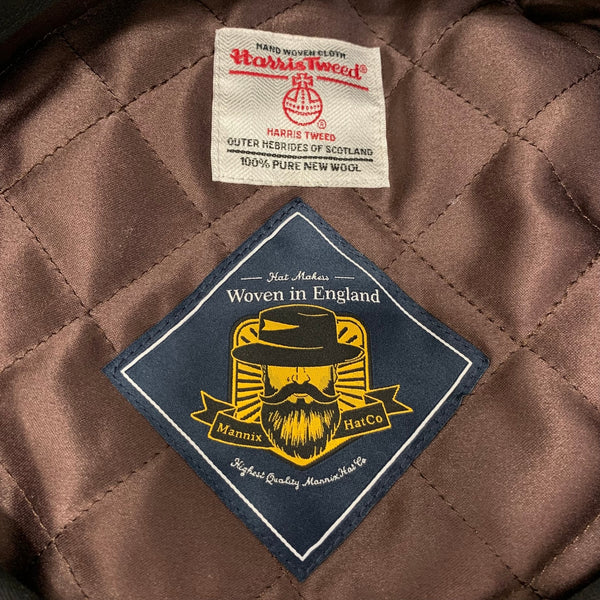 HAND WOVEN CLOTH
Harris Tweed®
®
HARRIS TWEED
OUTER HEBRIDES OF SCOTLAND
100% PURE NEW WOOL
Hat Makers
Woven in England
Mannix HatCo
Highest Quality Mannix Hat Co